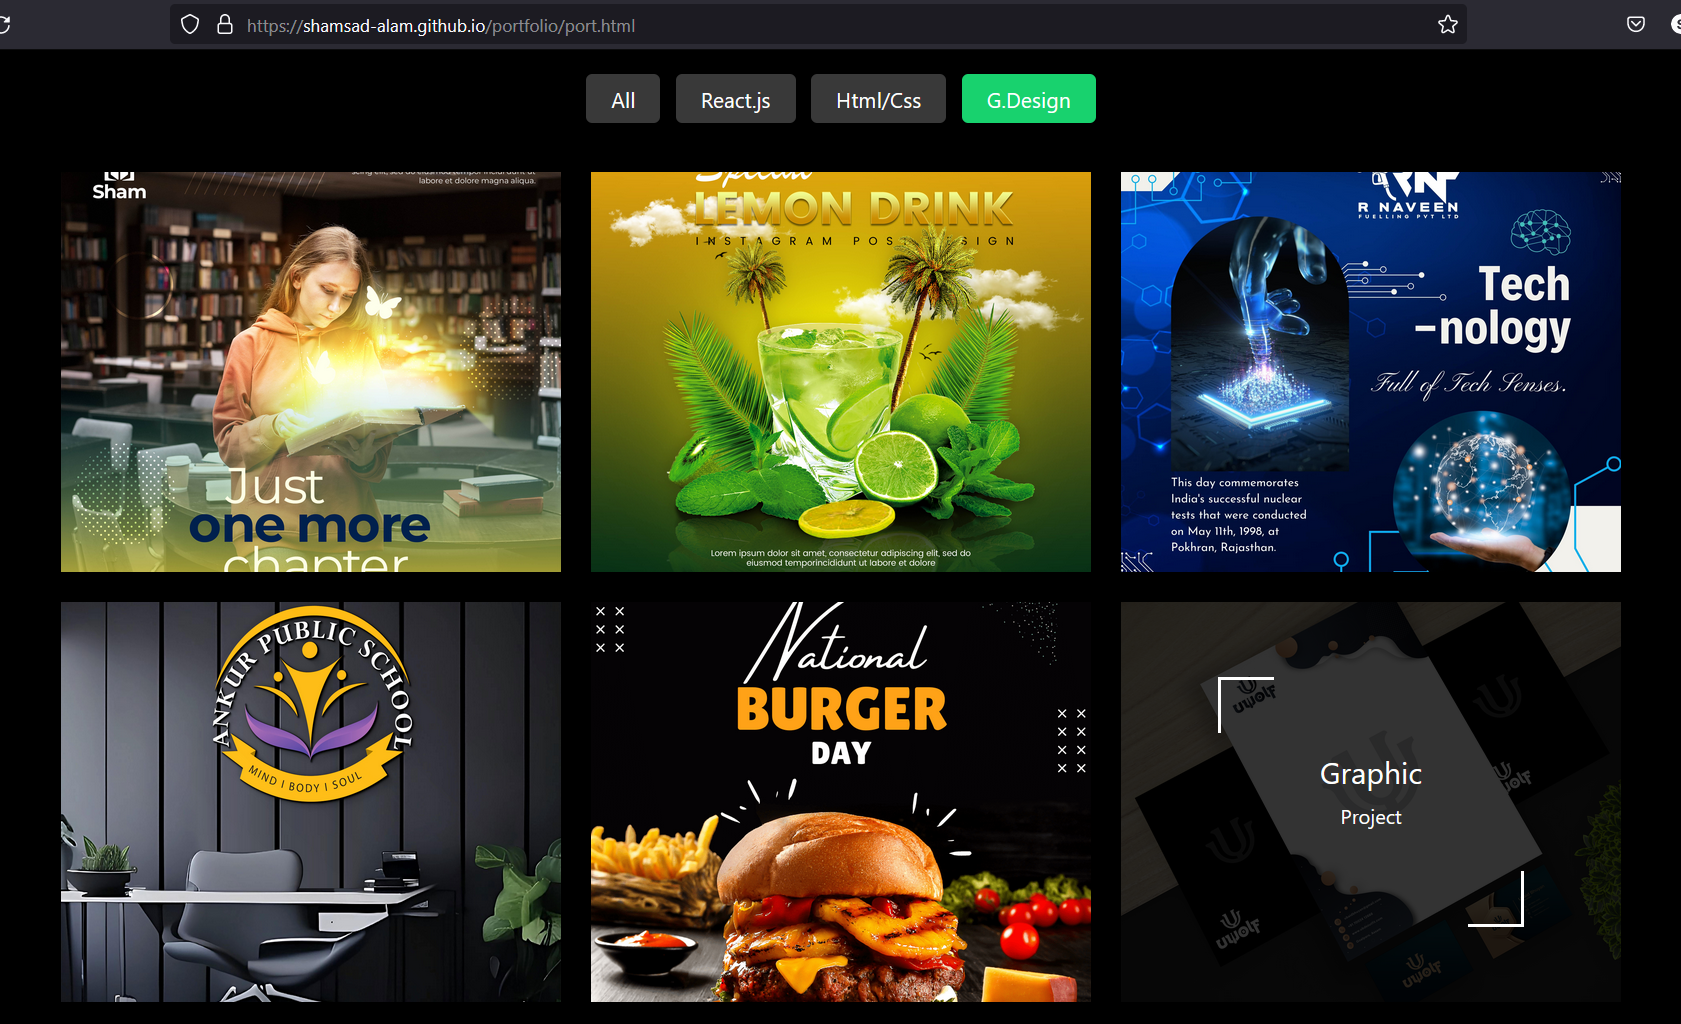 https://shamsad-alam.github.io/portfolio/port.html
All
React.js
Html/Css
G.Design
Sham
labore et dolore magna aliqua.
Just
one more
chapter
Special
LEMON DRINK
INSTAGRAM POST DESIGN
Lorem ipsum dolor sit amet, consectetur adipiscing elit, sed do
eiusmod temporincididunt ut labore et dolore
R NAVEEN
FUELLING PVT LTD
Tech
-nology
Full of Tech Senses.
This day commemorates
India's successful nuclear
tests that were conducted
on May 11th, 1998, at
Pokhran, Rajasthan.
ANKUR PUBLIC SCHOOL
MIND | BODY | SOUL
National
BURGER
DAY
Graphic
Project
uwolf
uwolf
uwolf
uwolf